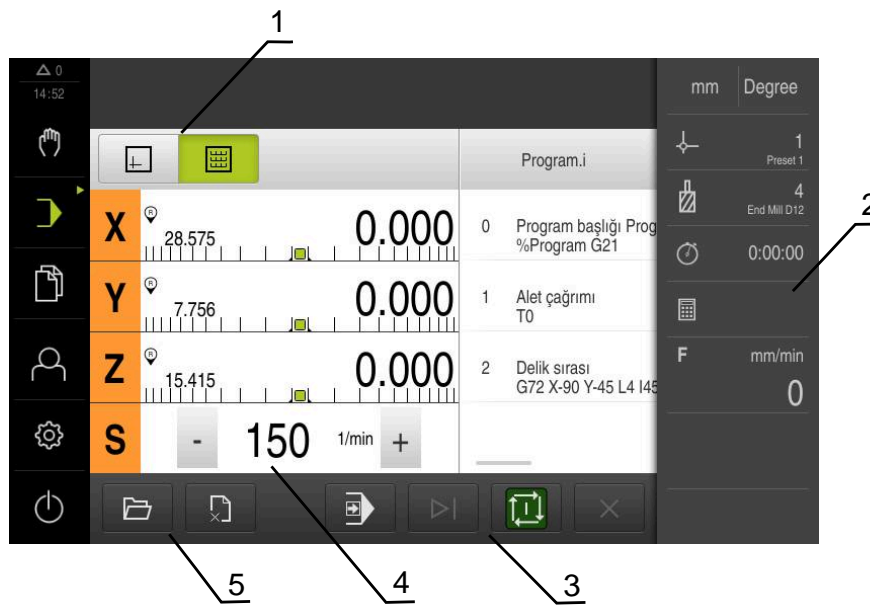 1
0
14:52
mm Degree
1
Preset 1
4
End Mill D12
0:00:00
F mm/min
0
2
Program.i
X R 28.575 0.000
Y R 7.756 0.000
Z R 15.415 0.000
S - 150 1/min +
0 Program başlığı Prog
%Program G21
1 Alet çağrımı
T0
2 Delik sırası
G72 X-90 Y-45 L4 I45
5
4
3